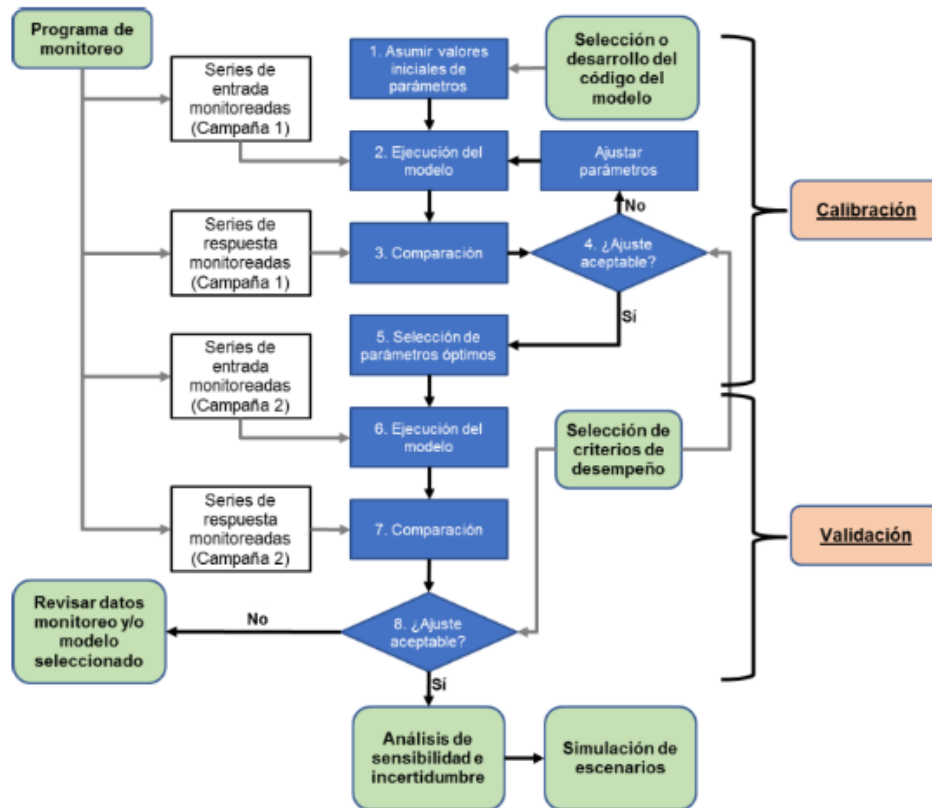 Programa de
monitoreo
Series de
entrada
monitoreadas
(Campaña 1)
1. Asumir valores
iniciales de
parámetros
Selección o
desarrollo del
código del
modelo
2. Ejecución del
modelo
Ajustar
parámetros
No
Calibración
Series de
respuesta
monitoreadas
(Campaña 1)
3. Comparación
4. ¿Ajuste
aceptable?
Sí
5. Selección de
parámetros óptimos
Series de
entrada
monitoreadas
(Campaña 2)
6. Ejecución del
modelo
Selección de
criterios de
desempeño
Series de
respuesta
monitoreadas
(Campaña 2)
7. Comparación
Validación
Revisar datos
monitoreo y/o
modelo
seleccionado
No
8. ¿Ajuste
aceptable?
Sí
Análisis de
sensibilidad e
incertidumbre
Simulación de
escenarios